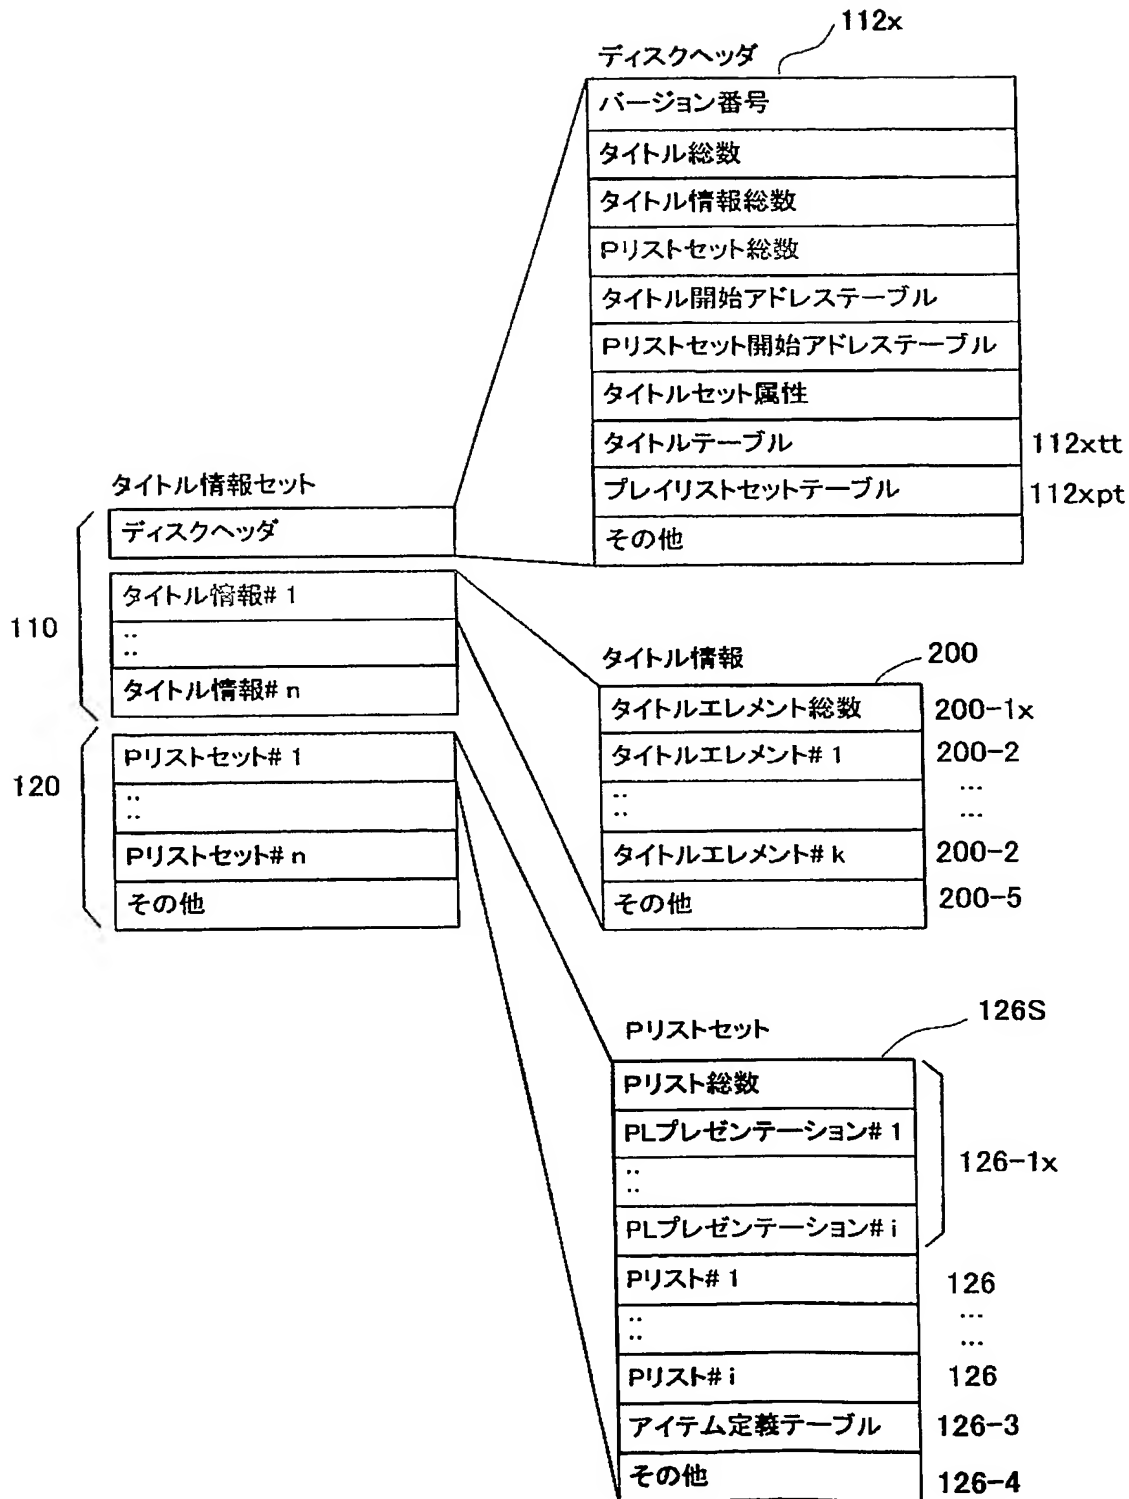 112x
ディスクヘッダ
バージョン番号
タイトル総数
タイトル情報総数
Pリストセット総数
タイトル開始アドレステーブル
Pリストセット開始アドレステーブル
タイトルセット属性
タイトルテーブル 112xtt
プレイリストセットテーブル 112xpt
その他
タイトル情報セット
ディスクヘッダ
タイトル情報#1
::
タイトル情報#n
110
Pリストセット#1
::
Pリストセット#n
その他
120
タイトル情報 200
タイトルエレメント総数 200-1x
タイトルエレメント#1 200-2
:: … …
タイトルエレメント#k 200-2
その他 200-5
Pリストセット 126S
Pリスト総数
PLプレゼンテーション#1
::
PLプレゼンテーション#i
126-1x
Pリスト#1 126
:: … …
Pリスト#i 126
アイテム定義テーブル 126-3
その他 126-4